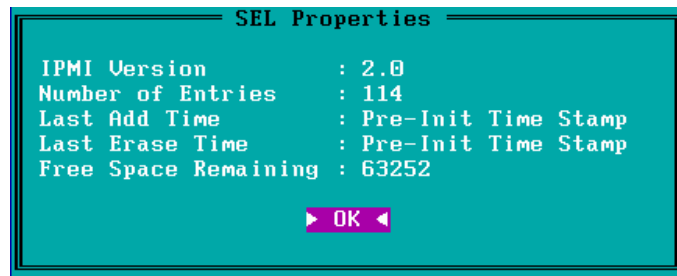 SEL Properties
IPMI Version : 2.0
Number of Entries : 114
Last Add Time : Pre-Init Time Stamp
Last Erase Time : Pre-Init Time Stamp
Free Space Remaining : 63252
OK